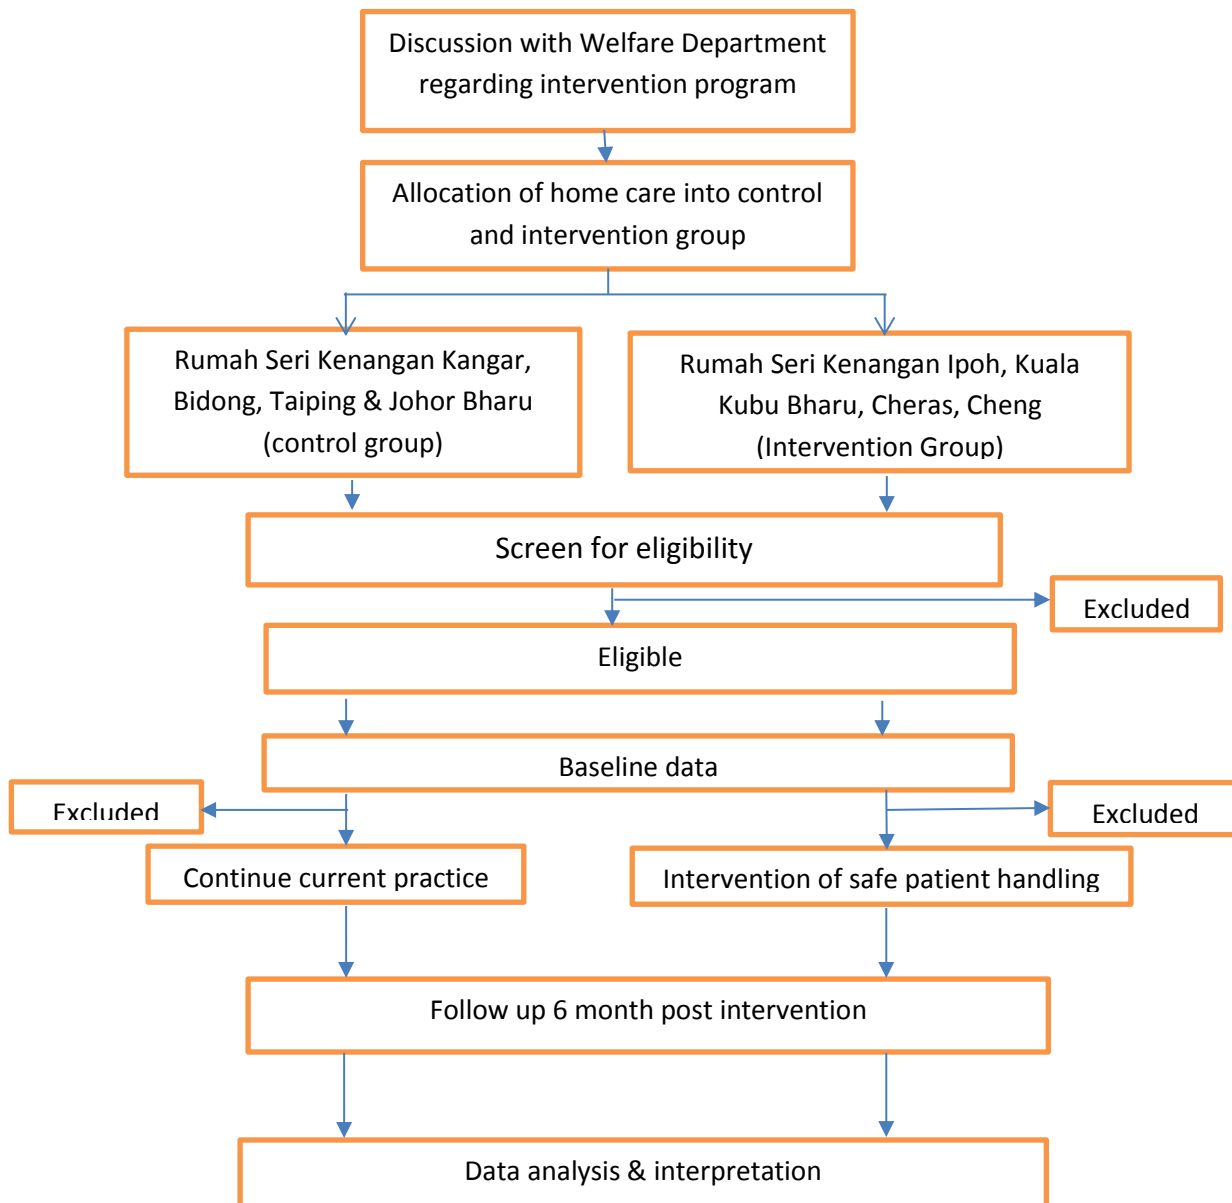 Discussion with Welfare Department
regarding intervention program
Allocation of home care into control
and intervention group
Rumah Seri Kenangan Kangar,
Bidong, Taiping & Johor Bharu
(control group)
Rumah Seri Kenangan Ipoh, Kuala
Kubu Bharu, Cheras, Cheng
(Intervention Group)
Screen for eligibility
Excluded
Eligible
Baseline data
Excluded
Excluded
Continue current practice
Intervention of safe patient handling
Follow up 6 month post intervention
Data analysis & interpretation